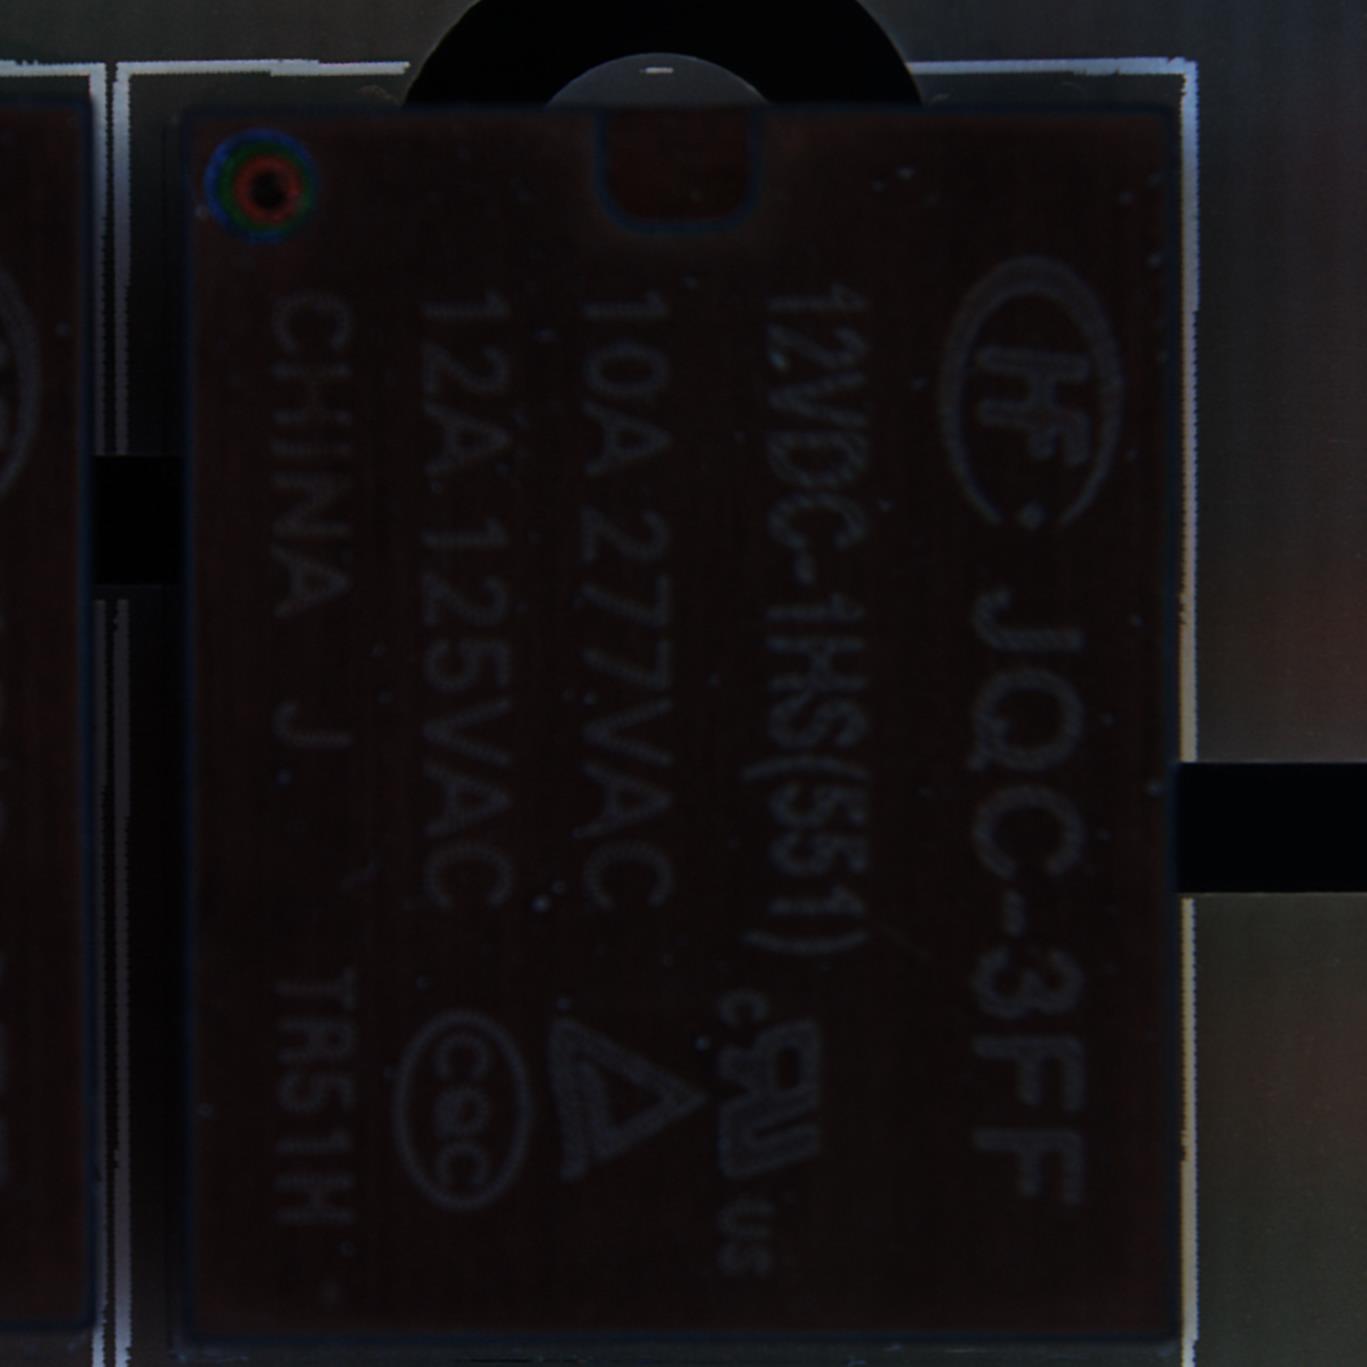 HF JQC-3FF
12VDC-1HS(551)
c us
10A 277VAC
12A 125VAC
CQC
CHINA J TR51H